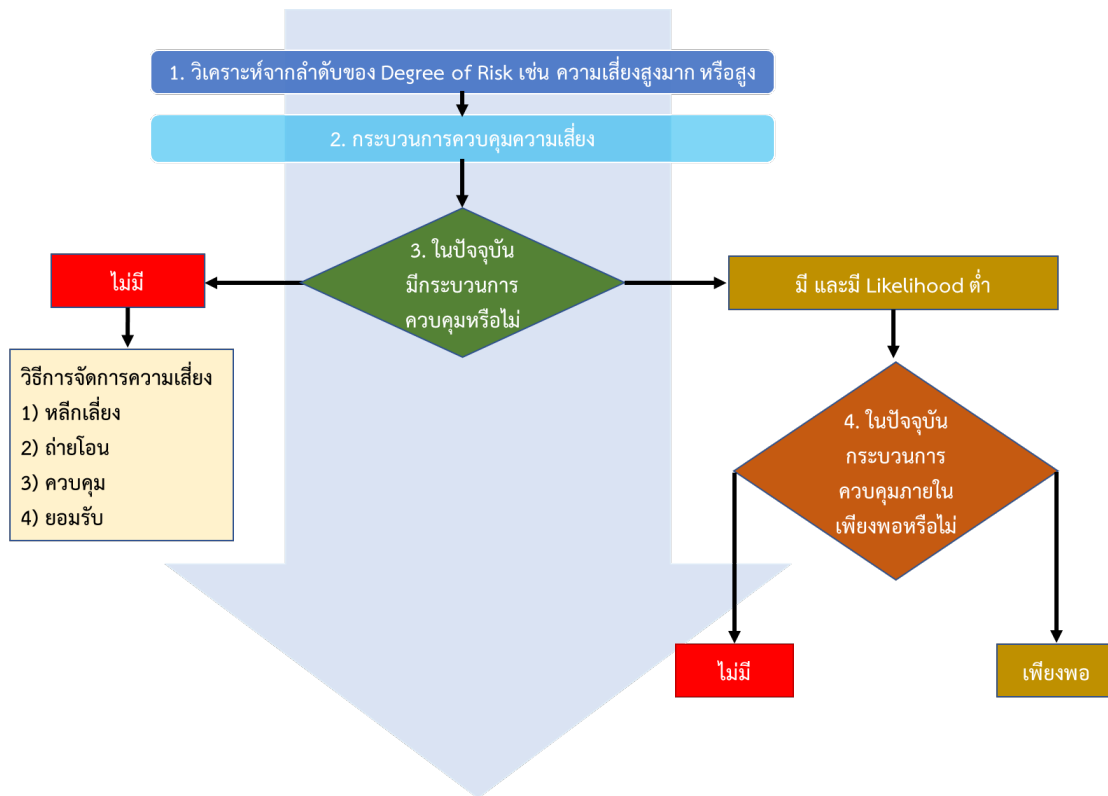 1. วิเคราะห์จากลำดับของ Degree of Risk เช่น ความเสี่ยงสูงมาก หรือสูง
2. กระบวนการควบคุมความเสี่ยง
3. ในปัจจุบัน
มีกระบวนการ
ควบคุมหรือไม่
ไม่มี
มี และมี Likelihood ต่ำ
วิธีการจัดการความเสี่ยง
1) หลีกเลี่ยง
2) ถ่ายโอน
3) ควบคุม
4) ยอมรับ
4. ในปัจจุบัน
กระบวนการ
ควบคุมภายใน
เพียงพอหรือไม่
ไม่มี
เพียงพอ